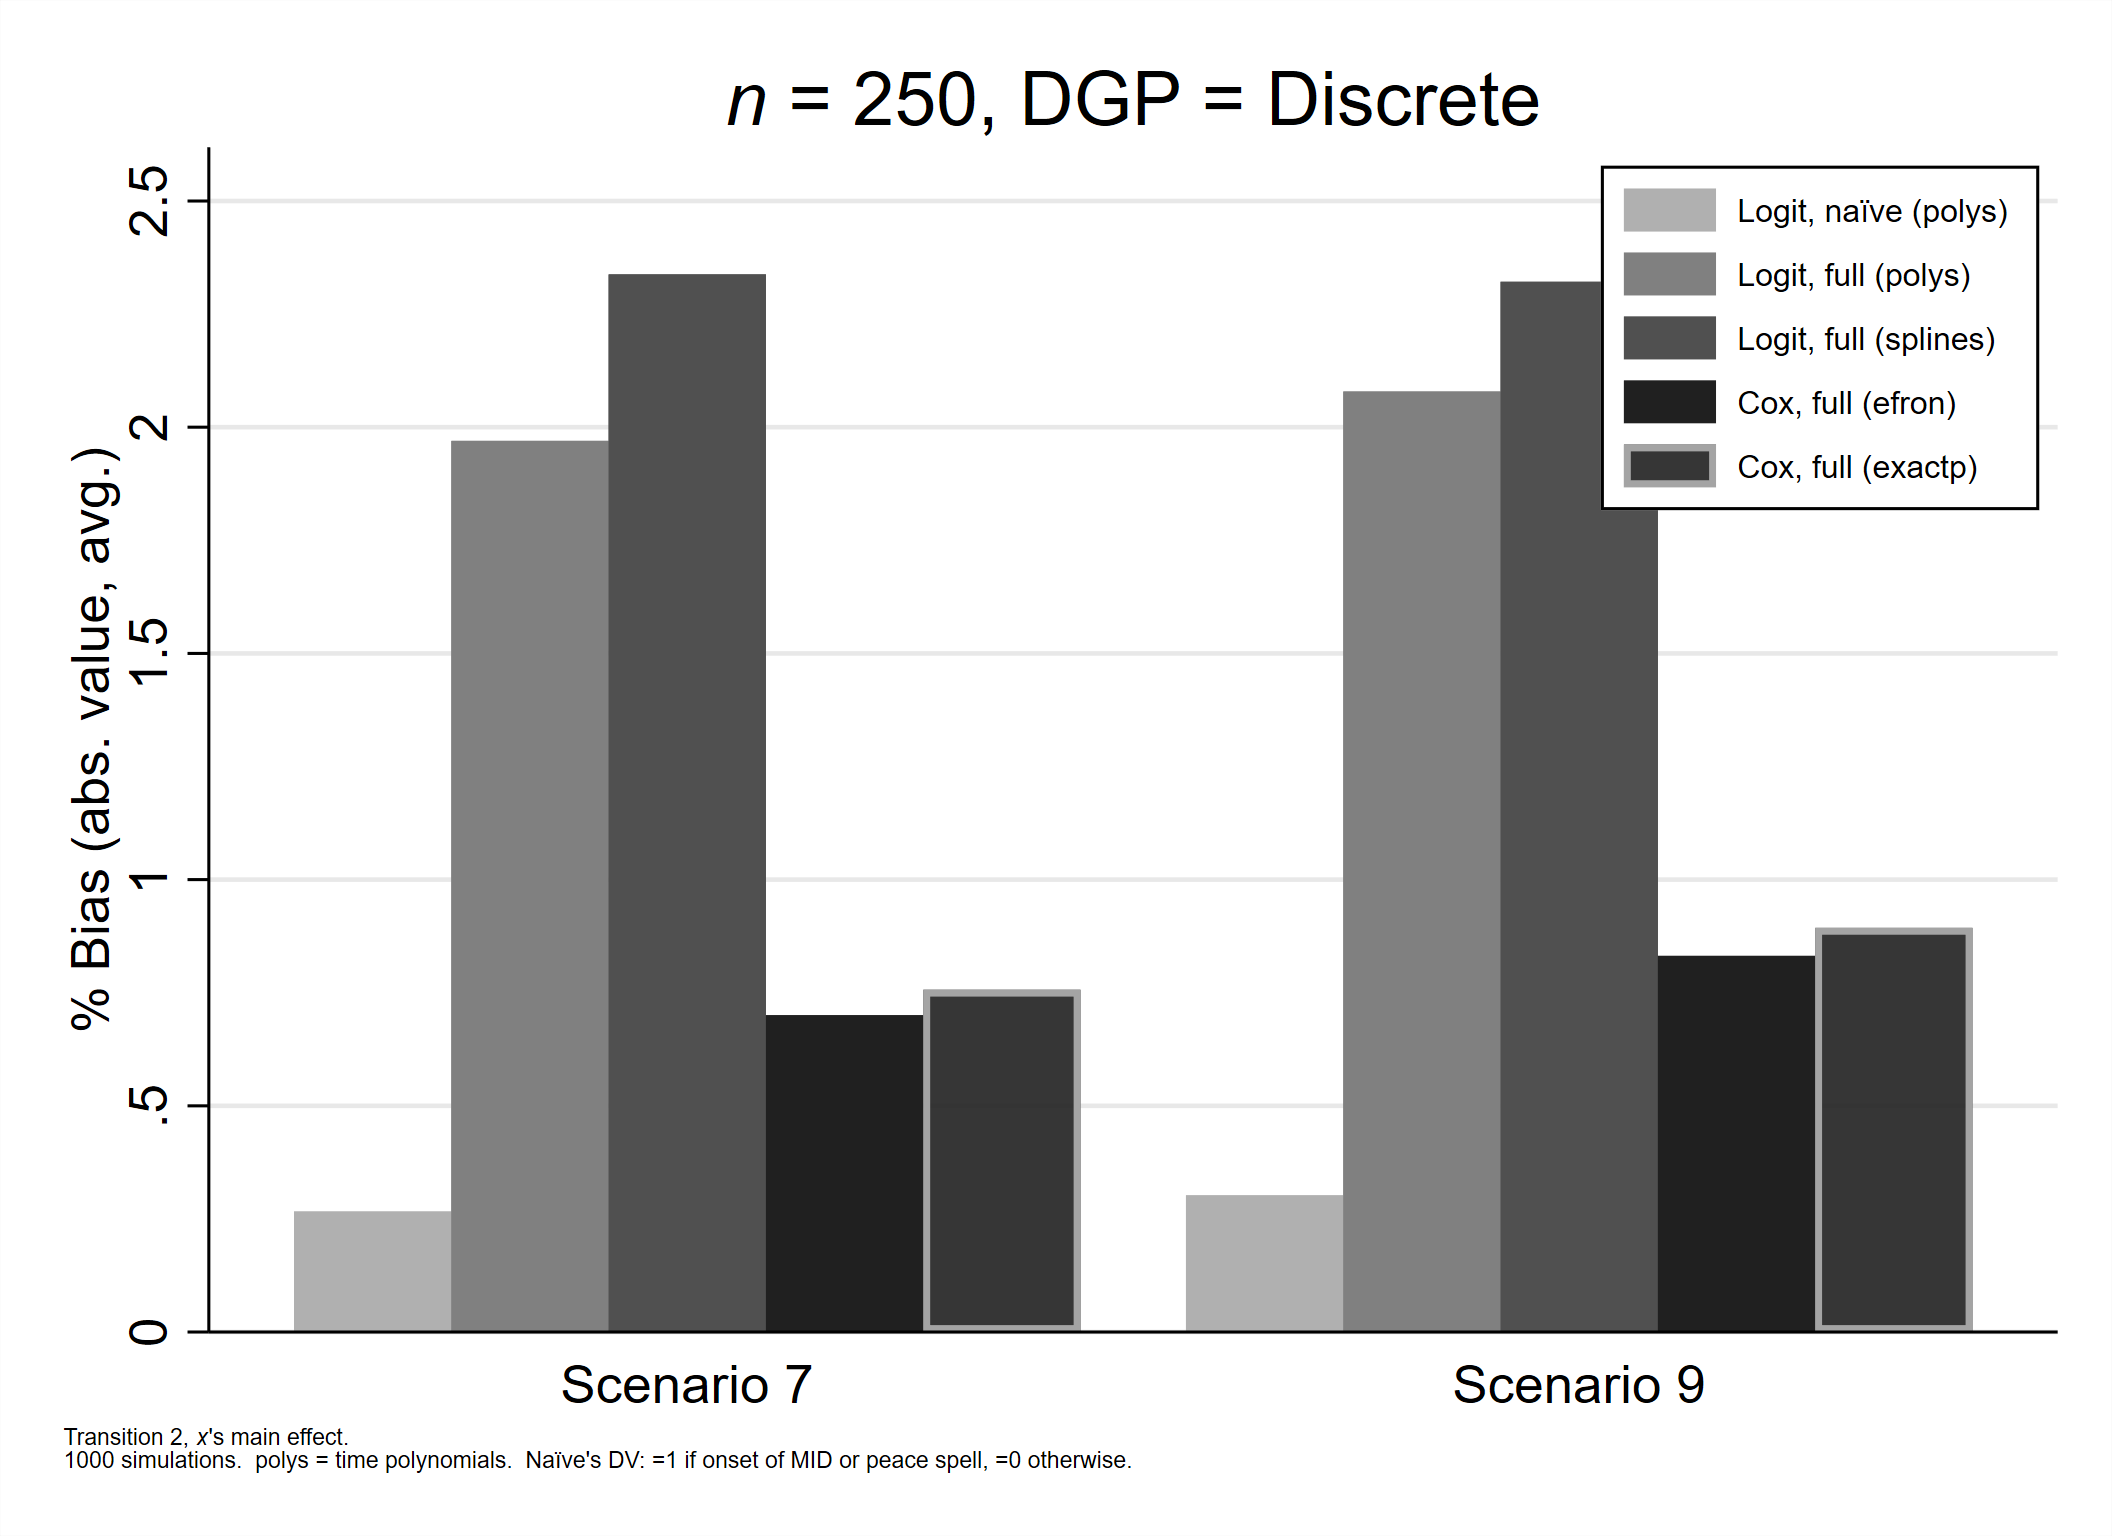 n = 250, DGP = Discrete
% Bias (abs. value, avg.)
2.5
2
1.5
1
.5
0
Logit, naïve (polys)
Logit, full (polys)
Logit, full (splines)
Cox, full (efron)
Cox, full (exactp)
Scenario 7
Scenario 9
Transition 2, x's main effect.
1000 simulations.  polys = time polynomials.  Naïve's DV: =1 if onset of MID or peace spell, =0 otherwise.